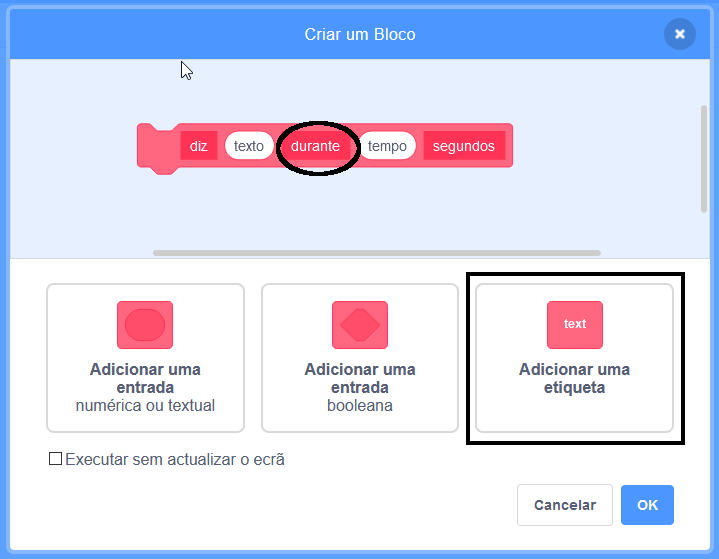 Criar um Bloco
diz texto durante tempo segundos
Adicionar uma
entrada
numérica ou textual
Adicionar uma
entrada
booleana
text
Adicionar uma
etiqueta
Executar sem actualizar o ecrã
Cancelar
OK